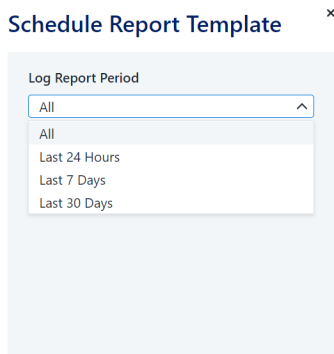 Schedule Report Template
Log Report Period
All
All
Last 24 Hours
Last 7 Days
Last 30 Days